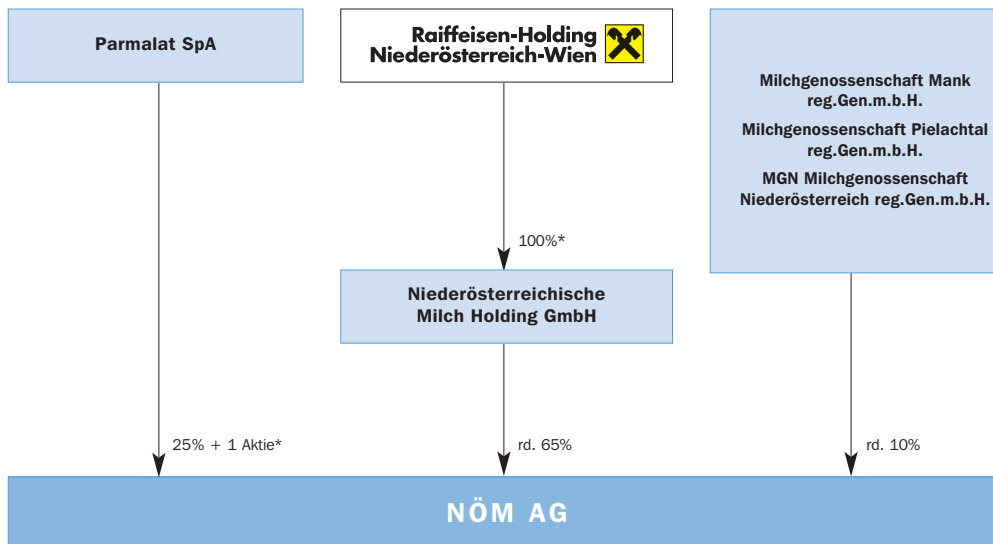 Parmalat SpA
Raiffeisen-Holding
Niederösterreich-Wien
Milchgenossenschaft Mank
reg.Gen.m.b.H.
Milchgenossenschaft Pielachtal
reg.Gen.m.b.H.
MGN Milchgenossenschaft
Niederösterreich reg.Gen.m.b.H.
100%*
Niederösterreichische
Milch Holding GmbH
25% + 1 Aktie*
rd. 65%
rd. 10%
NÖM AG